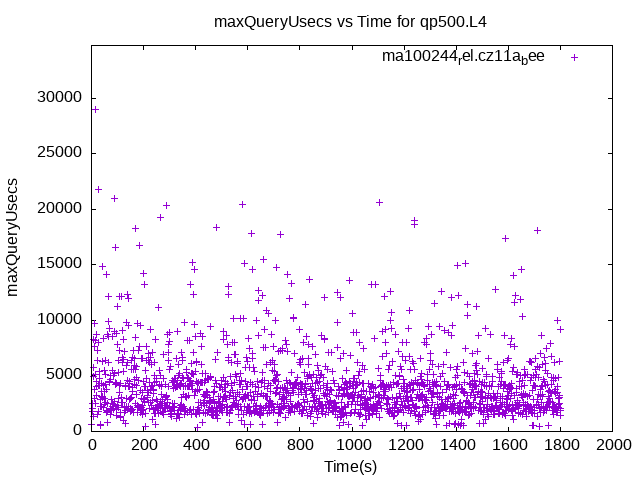 maxQueryUsecs vs Time for qp500.L4
ma100244rel.cz11abee
30000
25000
20000
15000
10000
5000
0
maxQueryUsecs
0 200 400 600 800 1000 1200 1400 1600 1800 2000
Time(s)